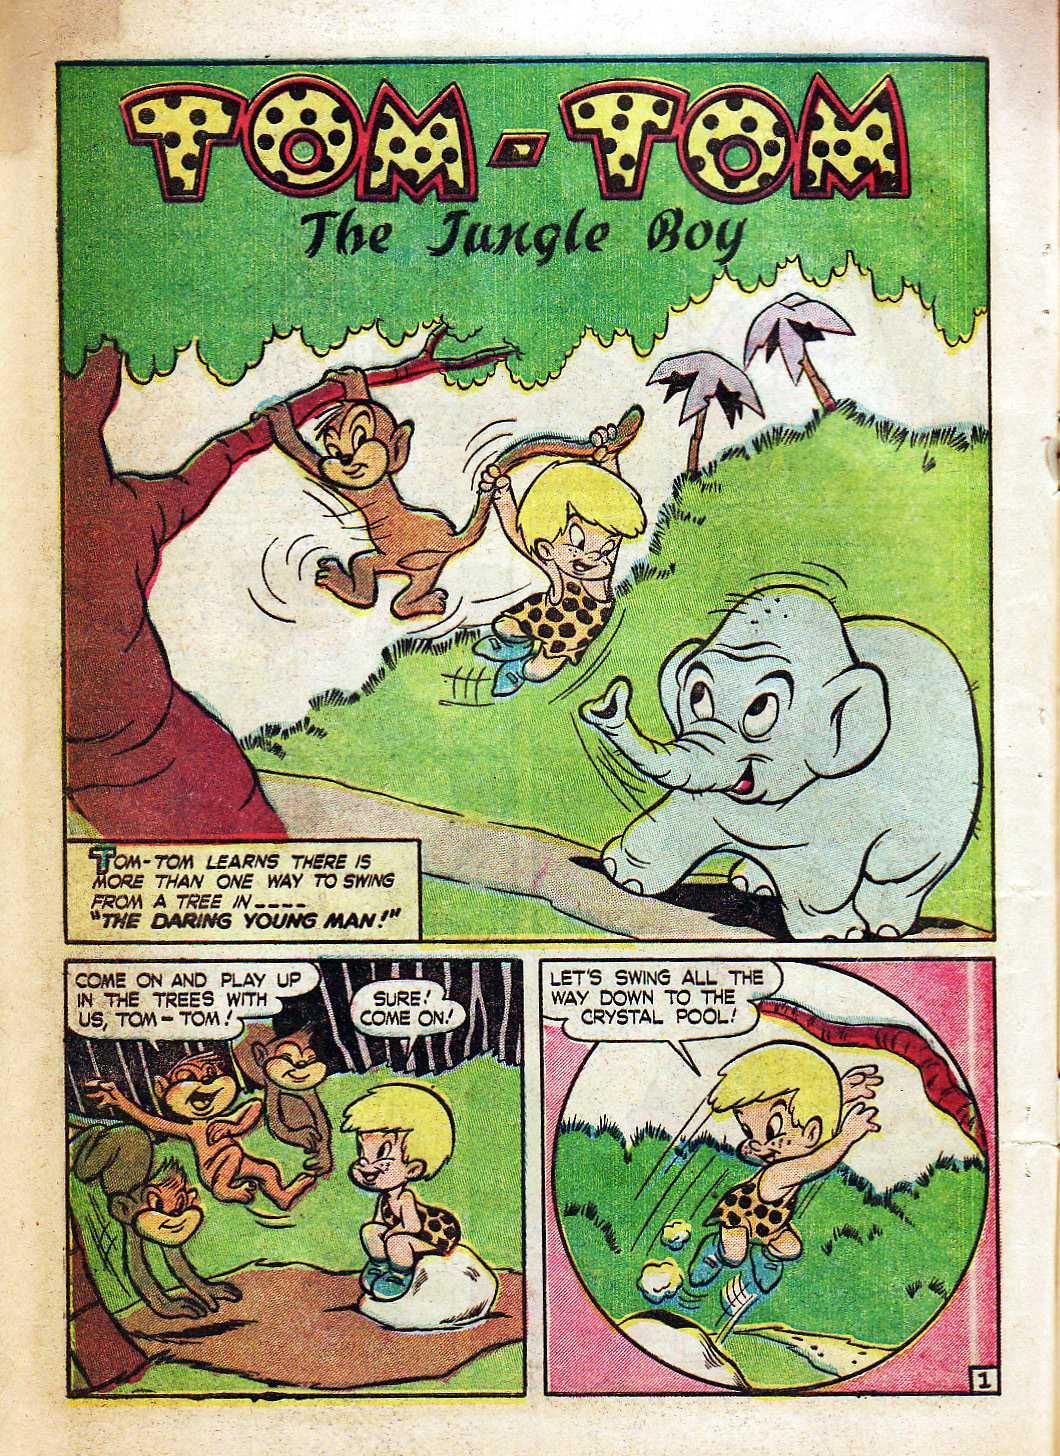 TOM-TOM
The Jungle Boy
TOM-TOM LEARNS THERE IS
MORE THAN ONE WAY TO SWING
FROM A TREE IN ____
"THE DARING YOUNG MAN!"
COME ON AND PLAY UP
IN THE TREES WITH
US, TOM-TOM!
SURE!
COME ON!
LET'S SWING ALL THE
WAY DOWN TO THE
CRYSTAL POOL!
1